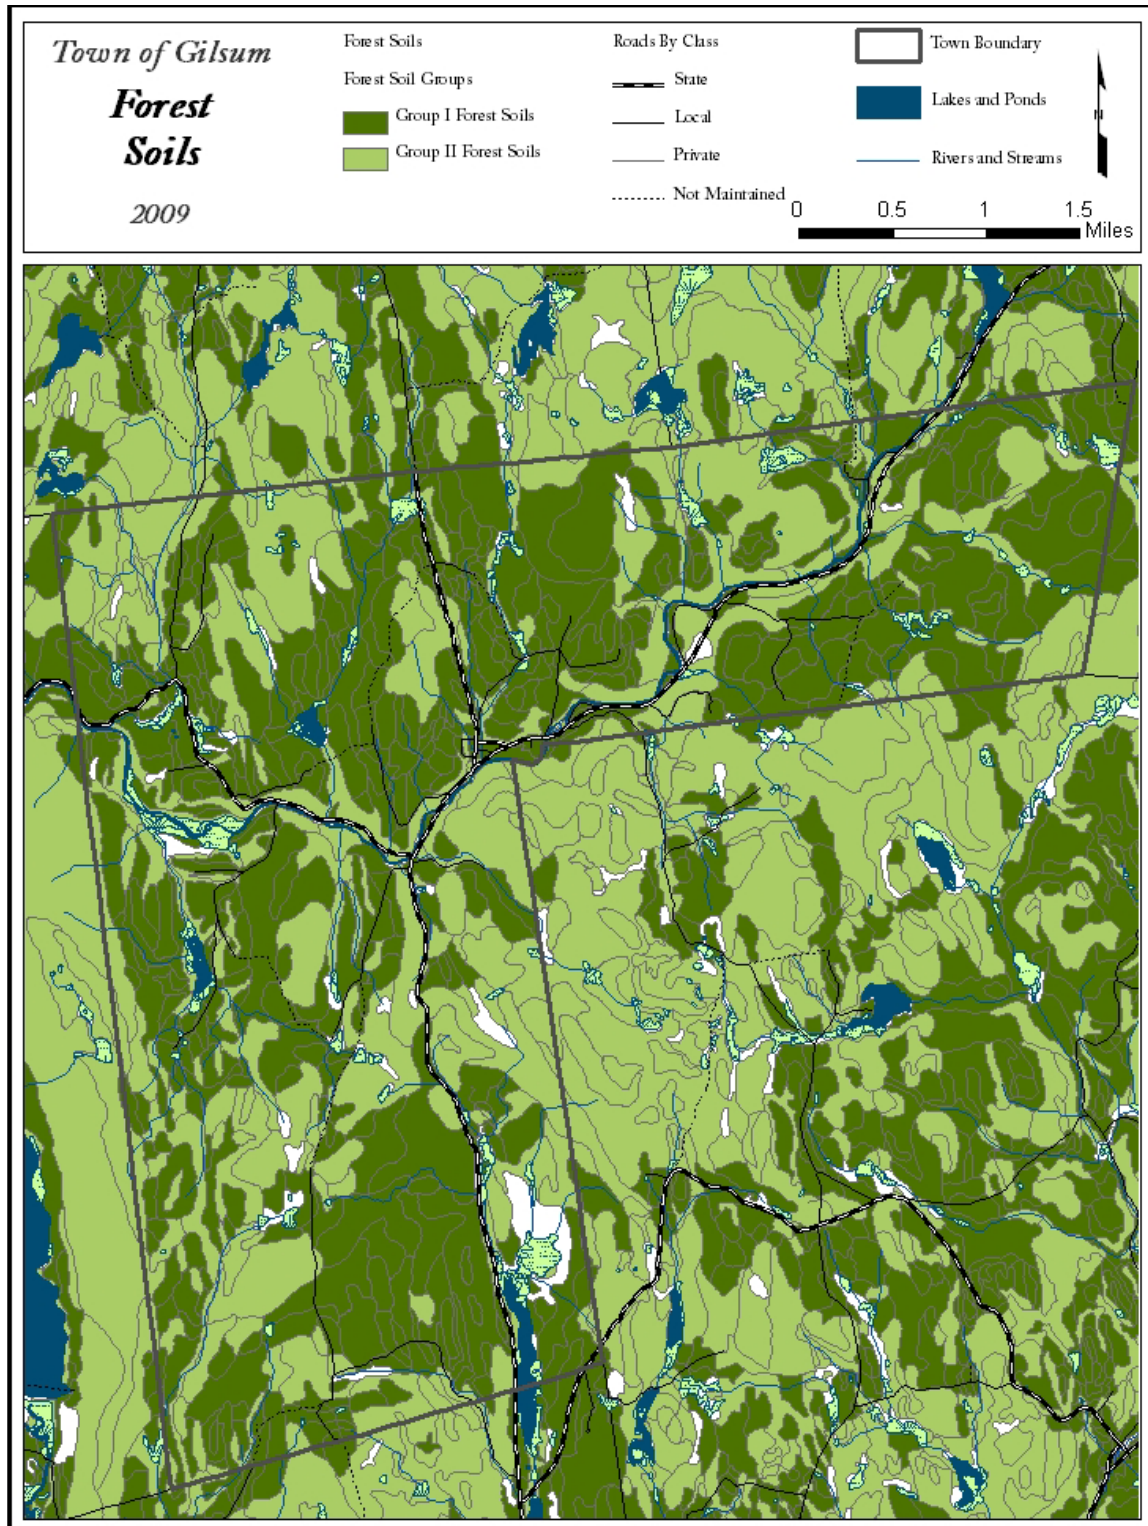 Town of Gilsum
Forest
Soils
2009
Forest Soils
Forest Soil Groups
Group I Forest Soils
Group II Forest Soils
Roads By Class
State
Local
Private
Not Maintained
Town Boundary
Lakes and Ponds
Rivers and Streams
N
0 0.5 1 1.5
Miles